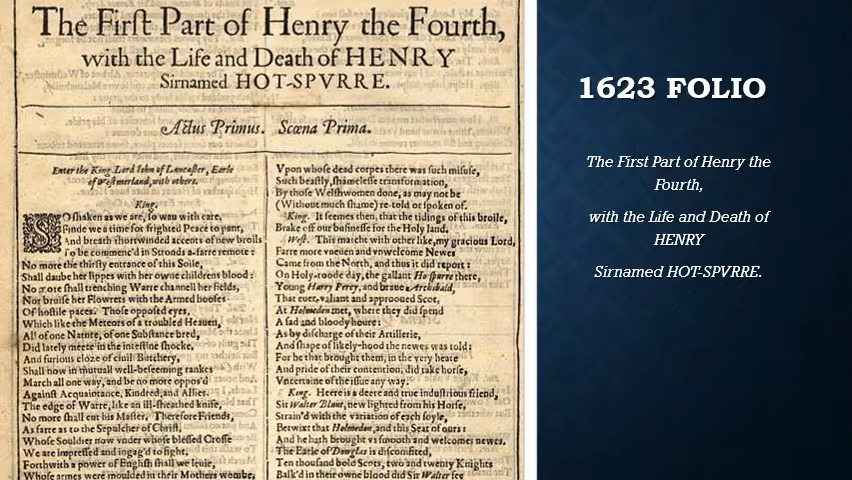 The First Part of Henry the Fourth,
with the Life and Death of HENRY
Sirnamed HOT-SPVRRE.
Actus Primus. Scœna Prima.
Enter the King, Lord Iohn of Lancaster, Earle
of Westmerland, with others.
King.
SO shaken as we are, so wan with care,
Finde we a time for frighted Peace to pant,
And breath shortwinded accents of new broils
To be commenc'd in Stronds a-farre remote:
No more the thirsty entrance of this Soile,
Shall daube her lippes with her owne childrens blood:
No more shall trenching Warre channell her fields,
Nor bruise her Flowrets with the Armed hoofes
Of hostile paces. Those opposed eyes,
Which like the Meteors of a troubled Heauen,
All of one Nature, of one Substance bred,
Did lately meete in the intestine shocke,
And furious cloze of ciuill Butchery,
Shall now in mutuall well-beseeming rankes
March all one way, and be no more oppos'd
Against Acquaintance, Kindred, and Allies.
The edge of Warre, like an ill-sheathed knife,
No more shall cut his Master. Therefore Friends,
As farre as to the Sepulcher of Christ,
Whose Souldier now vnder whose blessed Crosse
We are impressed and ingag'd to fight,
Forthwith a power of English shall we leuie,
Whose armes were moulded in their Mothers wombe,
Vpon whose dead corpes there was such misuse,
Such beastly, shamelesse transformation,
By those Welshwomen done, as may not be
(Without much shame) re-told or spoken of.
King. It seemes then, that the tidings of this broile,
Brake off our businesse for the Holy land.
West. This matcht with other like, my gracious Lord,
Farre more vneuen and vnwelcome Newes
Came from the North, and thus it did report:
On Holy-roode day, the gallant Hotspurre there,
Young Harry Percy, and braue Archibald,
That euer-valiant and approoued Scot,
At Holmeden met, where they did spend
A sad and bloody houre:
As by discharge of their Artillerie,
And shape of likely-hood the newes was told:
For he that brought them, in the very heate
And pride of their contention, did take horse,
Vncertaine of the issue any way.
King. Heere is a deere and true industrious friend,
Sir Walter Blunt, new lighted from his Horse,
Strain'd with the variation of each soyle,
Betwixt that Holmedon, and this Seat of ours:
And he hath brought vs smooth and welcomes newes.
The Earle of Dowglas is discomfited,
Ten thousand bold Scots, two and twenty Knights
Balk'd in their owne blood did Sir Walter see
1623 FOLIO
The First Part of Henry the
Fourth,
with the Life and Death of
HENRY
Sirnamed HOT-SPVRRE.